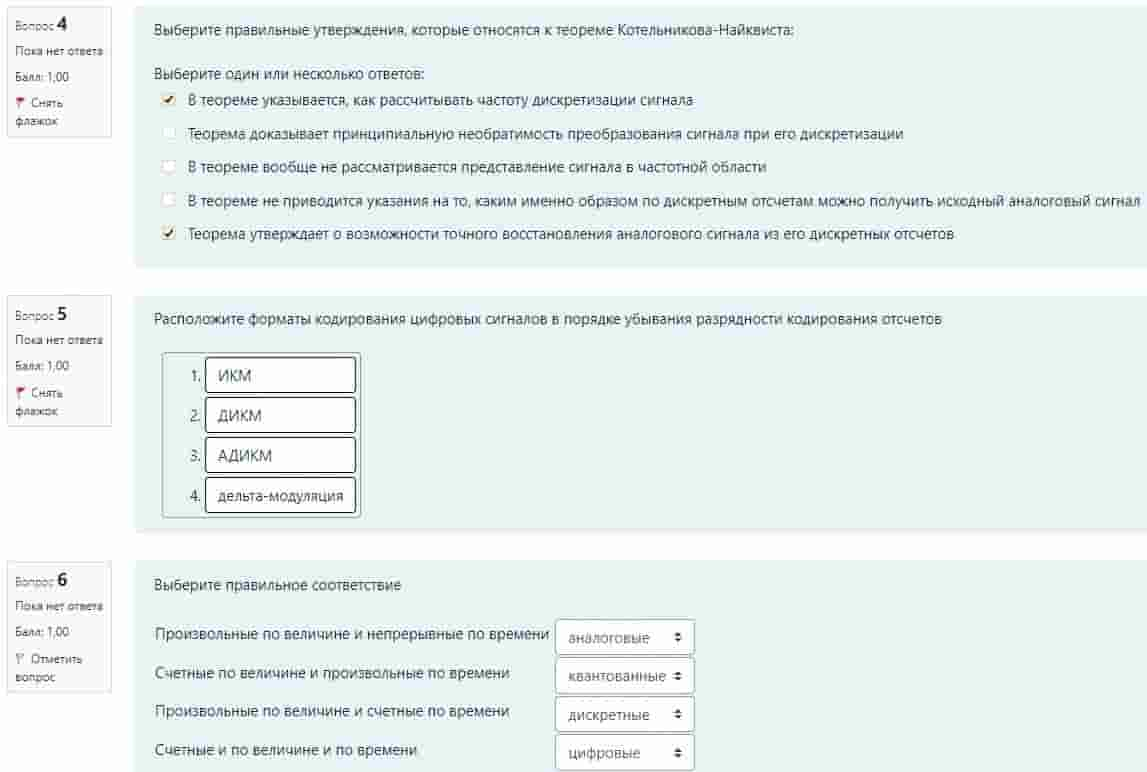 Вопрос 4
Пока нет ответа
Балл: 1,00
Снять
флажок
Выберите правильные утверждения, которые относятся к теореме Котельникова-Найквиста:
Выберите один или несколько ответов:
В теореме указывается, как рассчитывать частоту дискретизации сигнала
Теорема доказывает принципиальную необратимость преобразования сигнала при его дискретизации
В теореме вообще не рассматривается представление сигнала в частотной области
В теореме не приводится указания на то, каким именно образом по дискретным отсчетам можно получить исходный аналоговый сигнал
Теорема утверждает о возможности точного восстановления аналогового сигнала из его дискретных отсчетов
Вопрос 5
Пока нет ответа
Балл: 1,00
Снять
флажок
Расположите форматы кодирования цифровых сигналов в порядке убывания разрядности кодирования отсчетов
1. ИКМ
2. ДИКМ
3. АДИКМ
4. дельта-модуляция
Вопрос 6
Пока нет ответа
Балл: 1,00
Отметить
вопрос
Выберите правильное соответствие
Произвольные по величине и непрерывные по времени аналоговые
Счетные по величине и произвольные по времени квантованные
Произвольные по величине и счетные по времени дискретные
Счетные и по величине и по времени цифровые